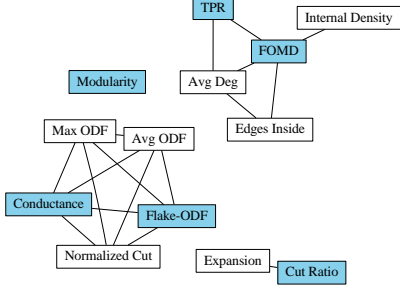 TPR
Internal Density
FOMD
Modularity
Avg Deg
Edges Inside
Max ODF
Avg ODF
Conductance
Flake-ODF
Normalized Cut
Expansion
Cut Ratio